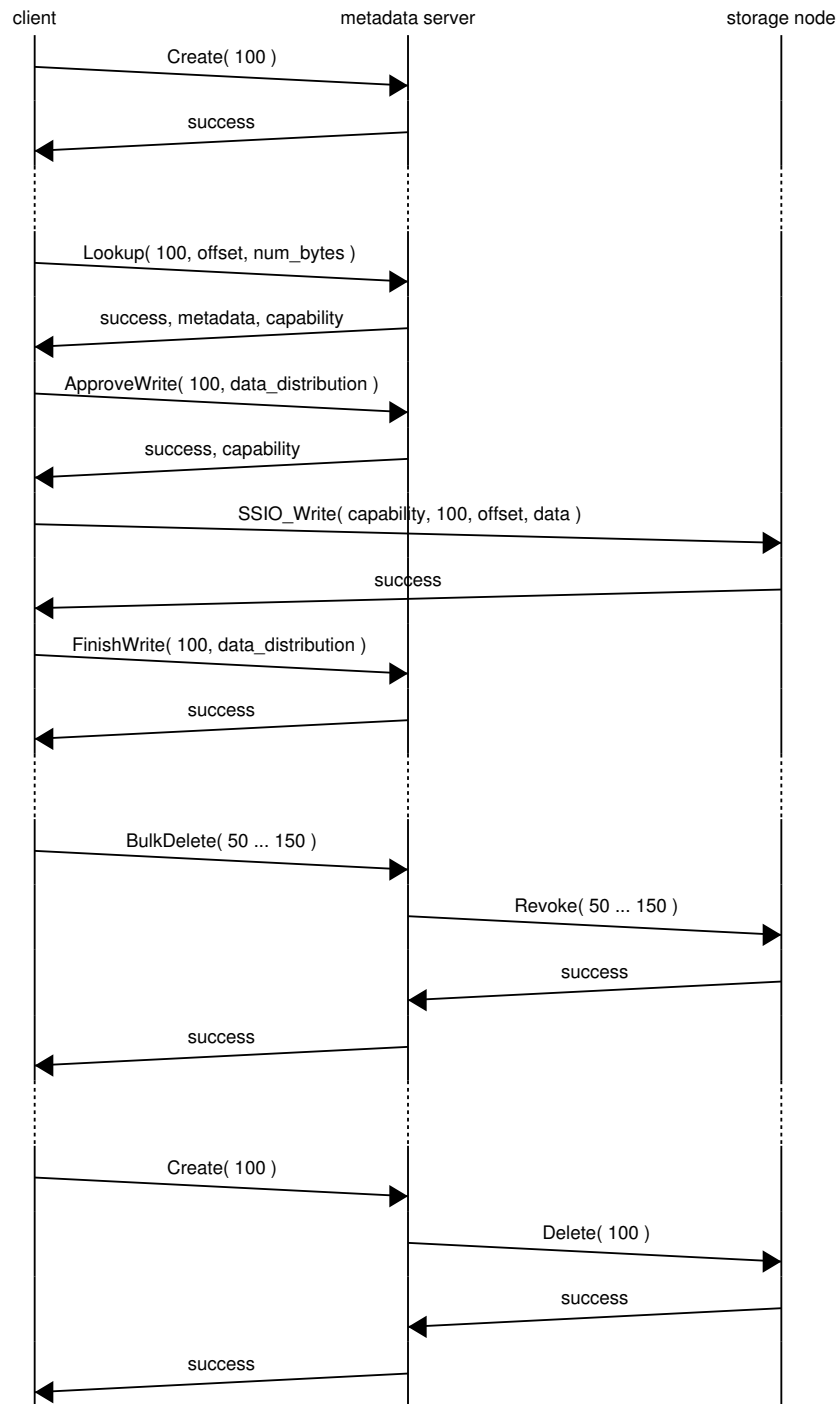 client metadata server storage node
Create( 100 )
success
Lookup( 100, offset, num_bytes )
success, metadata, capability
ApproveWrite( 100, data_distribution )
success, capability
SSIO_Write( capability, 100, offset, data )
success
FinishWrite( 100, data_distribution )
success
BulkDelete( 50 ... 150 )
Revoke( 50 ... 150 )
success
success
Create( 100 )
Delete( 100 )
success
success